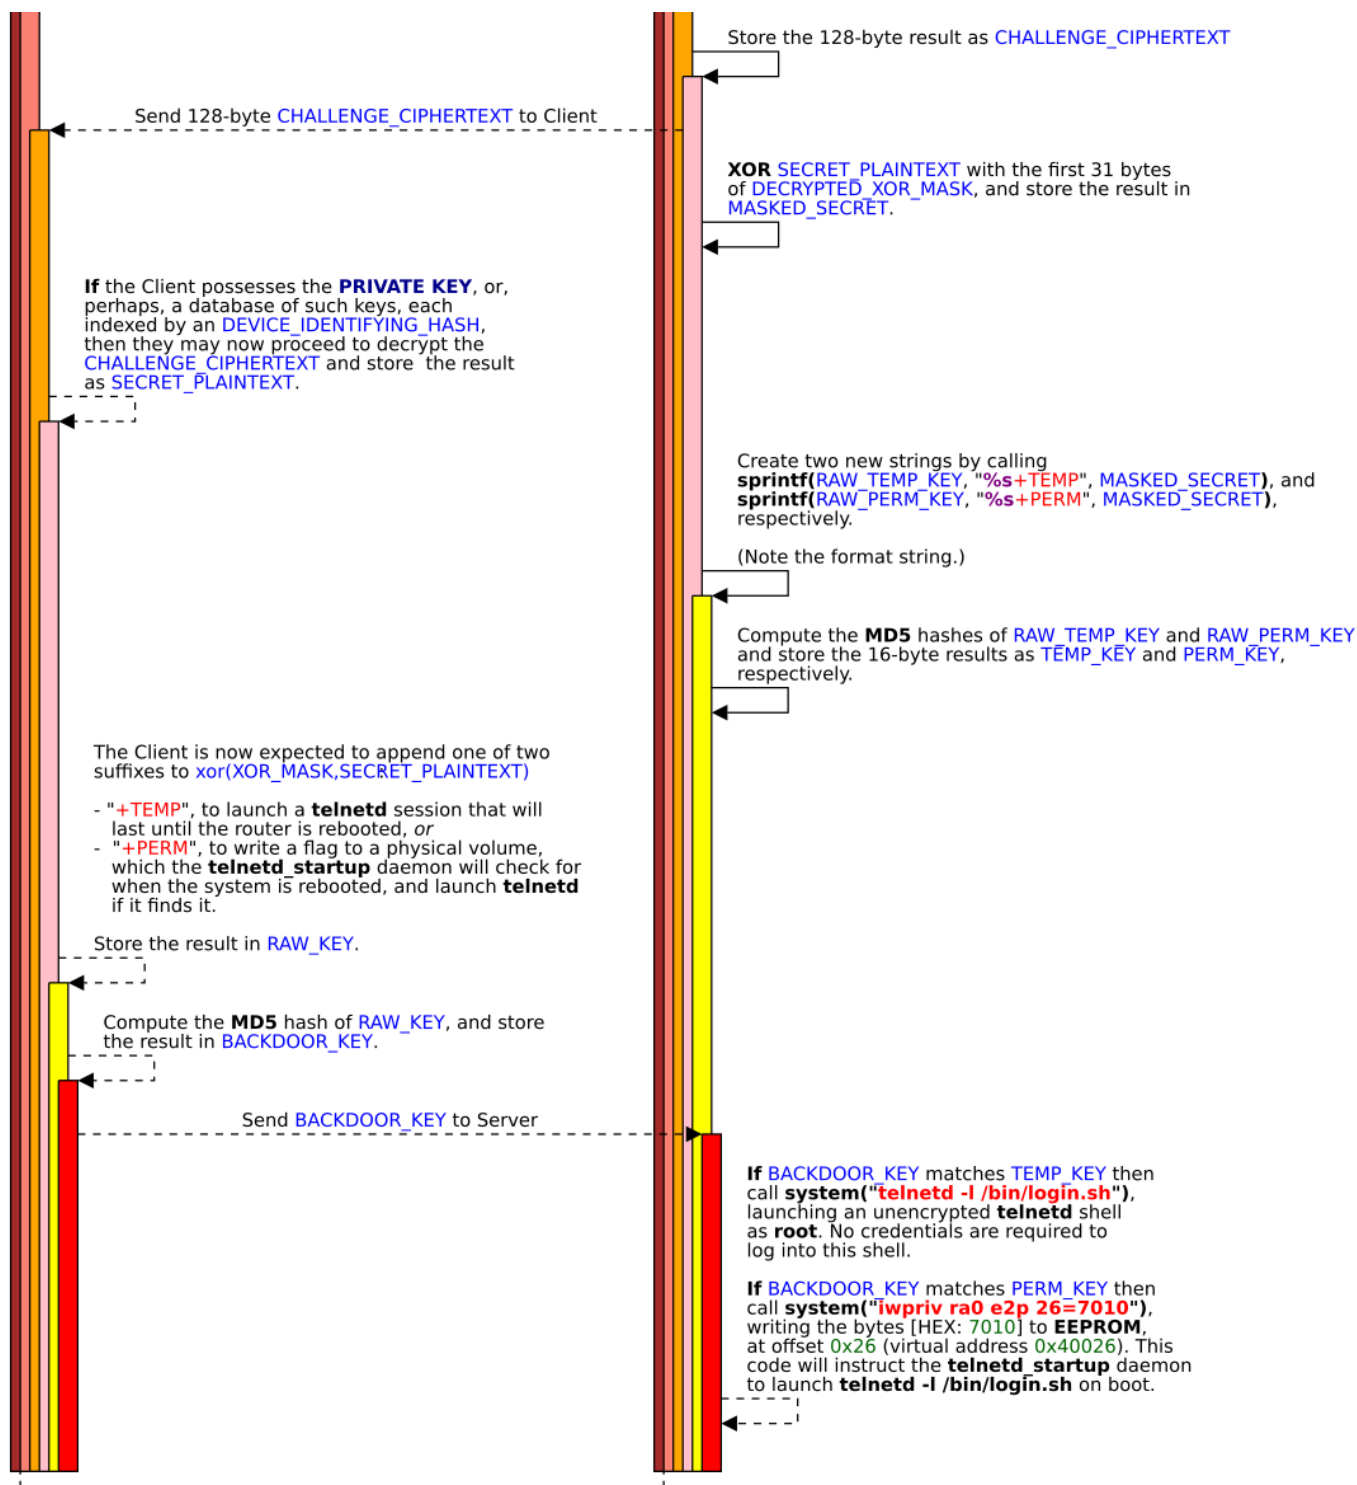 Store the 128-byte result as CHALLENGE_CIPHERTEXT
Send 128-byte CHALLENGE_CIPHERTEXT to Client
XOR SECRET_PLAINTEXT with the first 31 bytes
of DECRYPTED_XOR_MASK, and store the result in
MASKED_SECRET.
If the Client possesses the PRIVATE KEY, or,
perhaps, a database of such keys, each
indexed by an DEVICE_IDENTIFYING_HASH,
then they may now proceed to decrypt the
CHALLENGE_CIPHERTEXT and store  the result
as SECRET_PLAINTEXT.
Create two new strings by calling
sprintf(RAW_TEMP_KEY, "%s+TEMP", MASKED_SECRET), and
sprintf(RAW_PERM_KEY, "%s+PERM", MASKED_SECRET),
respectively.
(Note the format string.)
Compute the MD5 hashes of RAW_TEMP_KEY and RAW_PERM_KEY
and store the 16-byte results as TEMP_KEY and PERM_KEY,
respectively.
The Client is now expected to append one of two
suffixes to xor(XOR_MASK,SECRET_PLAINTEXT)
- "+TEMP", to launch a telnetd session that will
last until the router is rebooted, or
- "+PERM", to write a flag to a physical volume,
which the telnetd_startup daemon will check for
when the system is rebooted, and launch telnetd
if it finds it.
Store the result in RAW_KEY.
Compute the MD5 hash of RAW_KEY, and store
the result in BACKDOOR_KEY.
Send BACKDOOR_KEY to Server
If BACKDOOR_KEY matches TEMP_KEY then
call system("telnetd -l /bin/login.sh"),
launching an unencrypted telnetd shell
as root. No credentials are required to
log into this shell.
If BACKDOOR_KEY matches PERM_KEY then
call system("iwpriv ra0 e2p 26=7010"),
writing the bytes [HEX: 7010] to EEPROM,
at offset 0x26 (virtual address 0x40026). This
code will instruct the telnetd_startup daemon
to launch telnetd -l /bin/login.sh on boot.